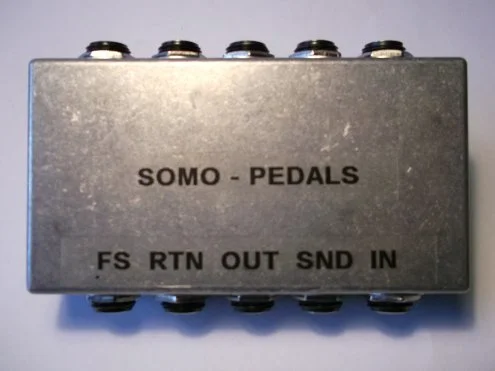 SOMO - PEDALS
FS RTN OUT SND IN